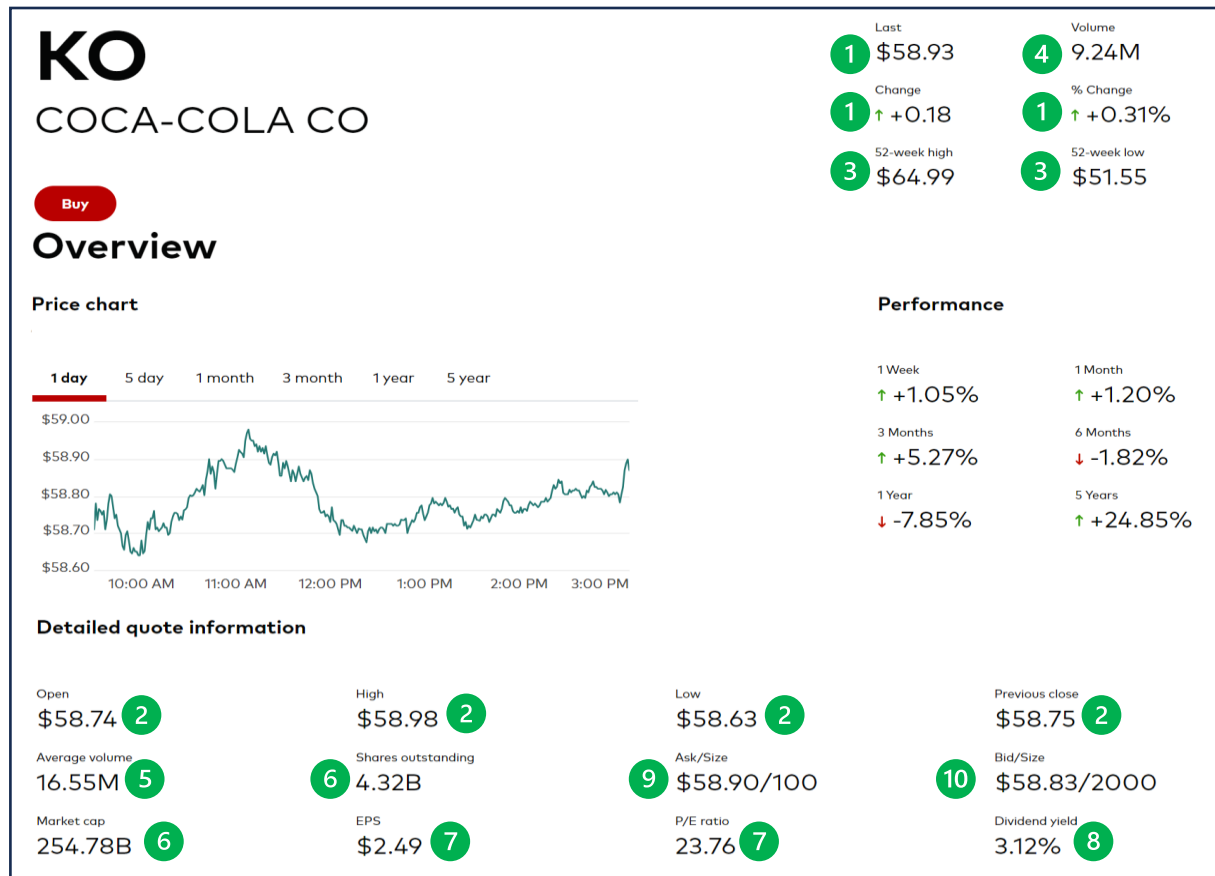 KO
COCA-COLA CO
Buy
Last Volume
1 $58.93 4 9.24M
Change % Change
1 ↑ +0.18 1 ↑ +0.31%
52-week high 52-week low
3 $64.99 3 $51.55
Overview
Price chart
1 day 5 day 1 month 3 month 1 year 5 year
$59.00
$58.90
$58.80
$58.70
$58.60
10:00 AM 11:00 AM 12:00 PM 1:00 PM 2:00 PM 3:00 PM
Performance
1 Week 1 Month
↑ +1.05% ↑ +1.20%
3 Months 6 Months
↑ +5.27% ↓ -1.82%
1 Year 5 Years
↓ -7.85% ↑ +24.85%
Detailed quote information
Open High Low Previous close
$58.74 2 $58.98 2 $58.63 2 $58.75 2
Average volume Shares outstanding Ask/Size Bid/Size
16.55M 5 6 4.32B 9 $58.90/100 10 $58.83/2000
Market cap EPS P/E ratio Dividend yield
254.78B 6 $2.49 7 23.76 7 3.12% 8